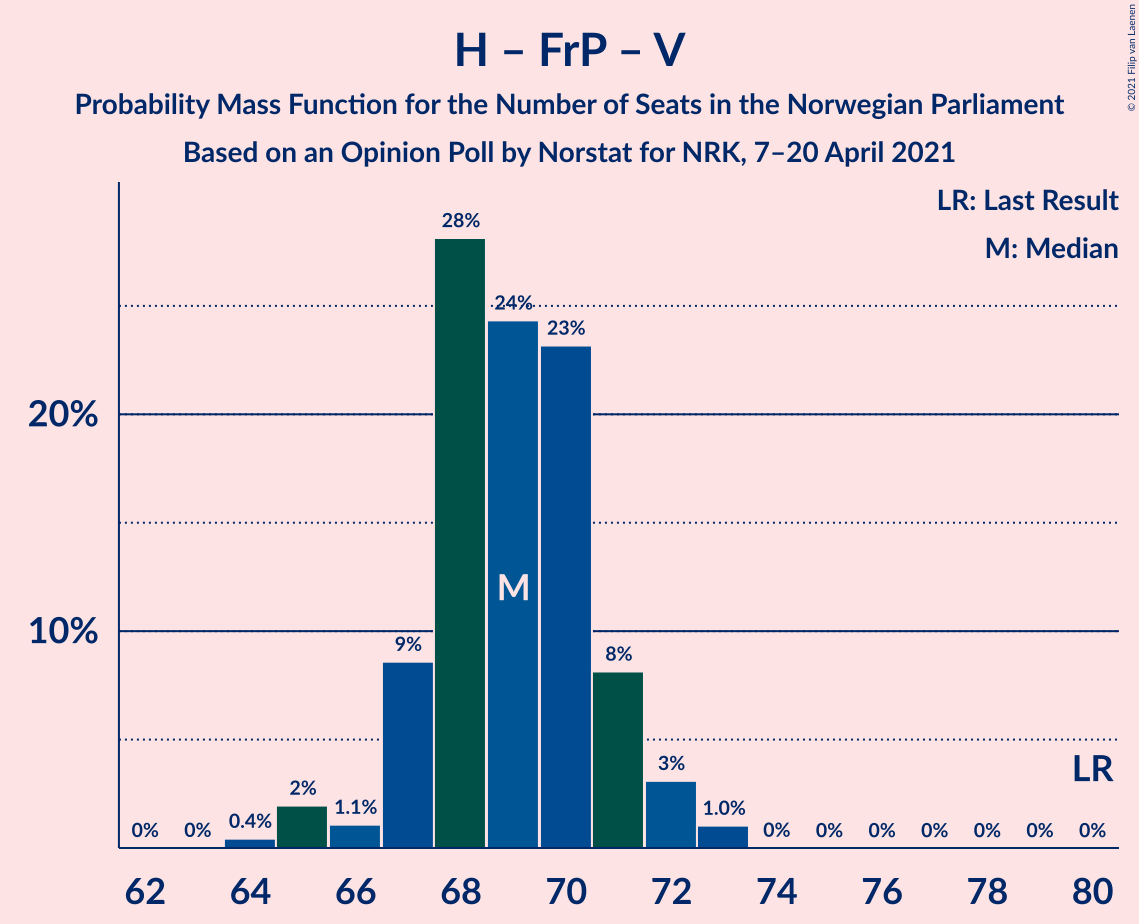 H – FrP – V
Probability Mass Function for the Number of Seats in the Norwegian Parliament
Based on an Opinion Poll by Norstat for NRK, 7–20 April 2021
© 2021 Filip van Laenen
LR: Last Result
M: Median
28%
24%
23%
20%
M
10%
9%
8%
LR
3%
2%
1.1%
1.0%
0.4%
0% 0% 0% 0% 0% 0% 0% 0% 0%
62 64 66 68 70 72 74 76 78 80